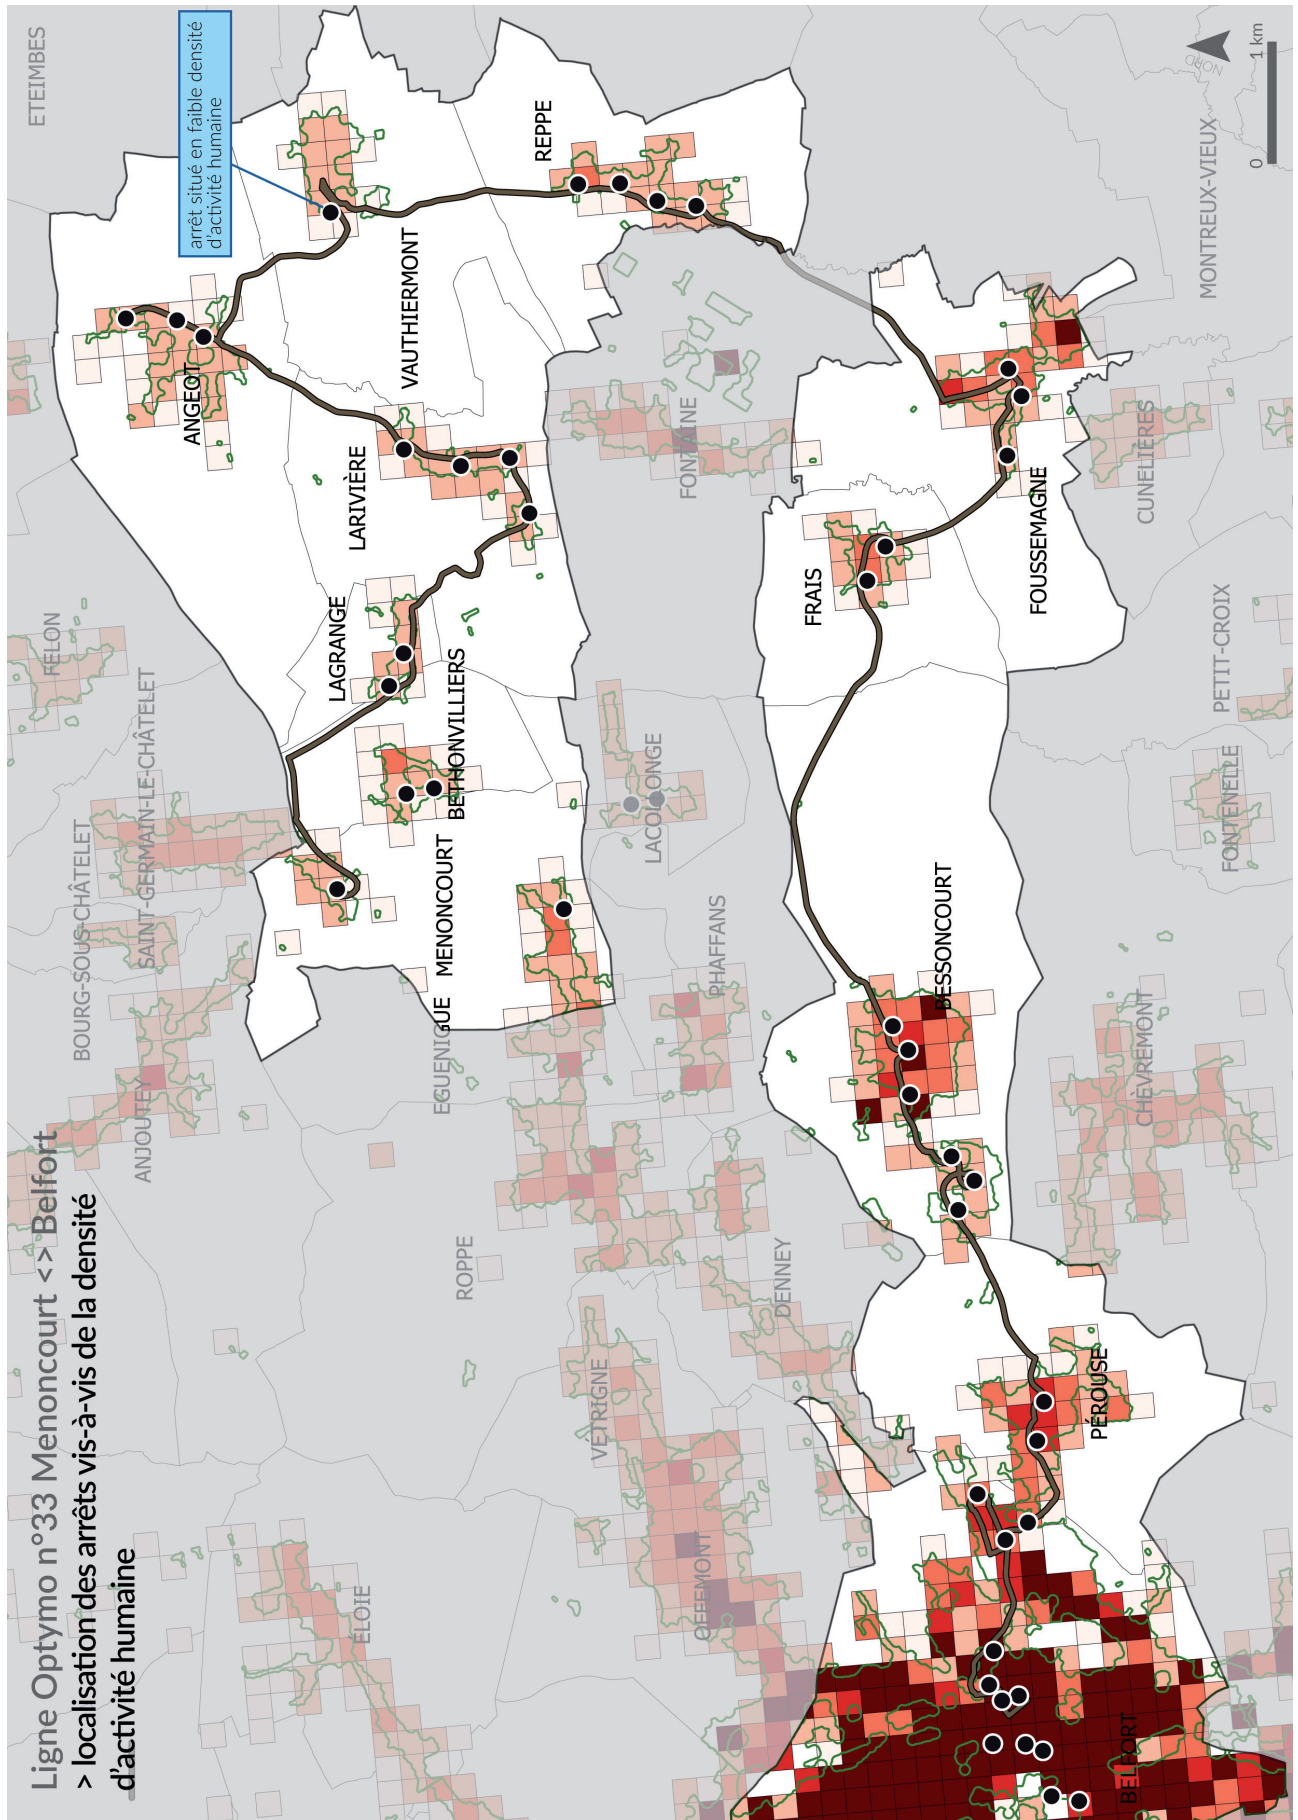 Ligne Optymo n°33 Menoncourt <> Belfort
> localisation des arrêts vis-à-vis de la densité
d'activité humaine
arrêt situé en faible densité
d'activité humaine
ETEIMBES
FELON
BOURG-SOUS-CHÂTELET
SAINT-GERMAIN-LE-CHÂTELET
ANJOUTEY
ANGEOT
VAUTHIERMONT
LARIVIÈRE
LAGRANGE
BETHONVILLIERS
MENONCOURT
EGUENIGUE
ROPPE
ÉLOIE
REPPE
FONTAINE
LACOLLONGE
PHAFFANS
DENNEY
VÉTRIGNE
OFFEMONT
FRAIS
FOUSSEMAGNE
BESSONCOURT
PÉROUSE
BELFORT
MONTREUX-VIEUX
CUNELIÈRES
PETIT-CROIX
FONTENELLE
CHÈVREMONT
NORD
0
1 km